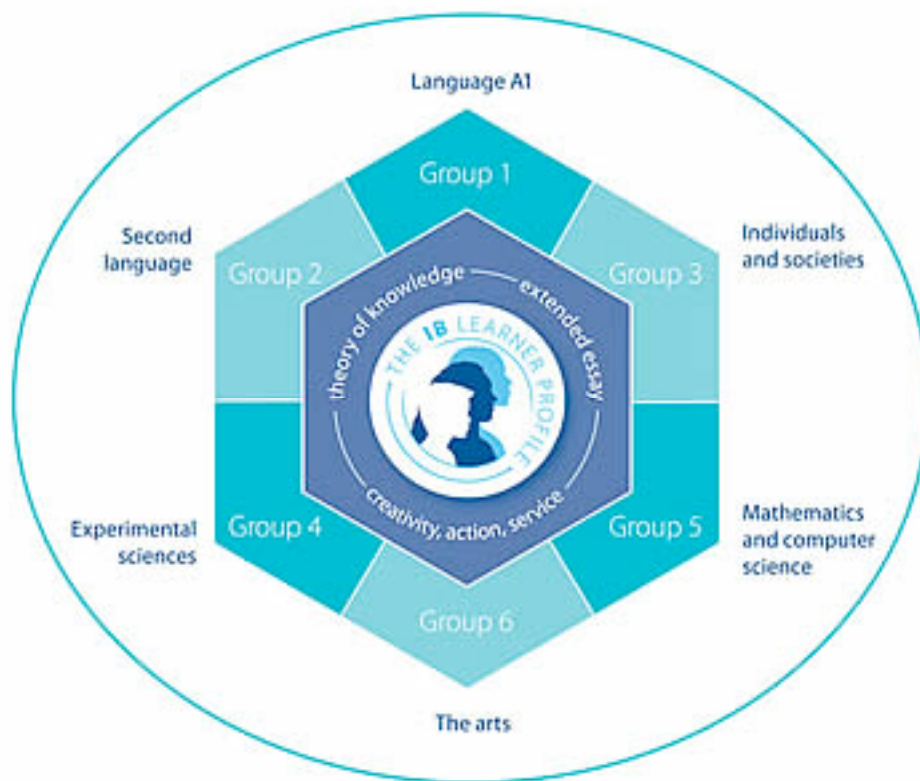 Language A1
Group 1
Second
language
Group 2
Individuals
and societies
Group 3
theory of knowledge
extended essay
THE IB LEARNER PROFILE
creativity, action, service
Experimental
sciences
Group 4
Mathematics
and computer
science
Group 5
Group 6
The arts